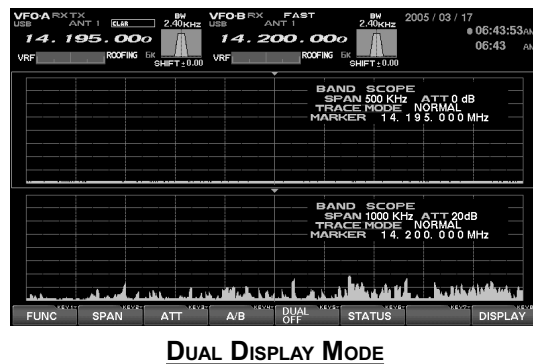 VFO-A RX TX
USB ANT 1 CLAR
BW
2.40KHz
14. 195. 000
VRF ROOFING 6K
SHIFT ± 0.00
VFO-B RX FAST
USB ANT 1
BW
2.40KHz
14. 200. 000
VRF ROOFING 6K
SHIFT ± 0.00
2005 / 03 / 17
06:43:53AM
06:43 AM
BAND SCOPE
SPAN 500 KHz ATT 0 dB
TRACE MODE NORMAL
MARKER 14. 195. 000 MHz
BAND SCOPE
SPAN 1000 KHz ATT 20dB
TRACE MODE NORMAL
MARKER 14. 200. 000 MHz
FUNC SPAN ATT A/B DUAL OFF STATUS DISPLAY
DUAL DISPLAY MODE